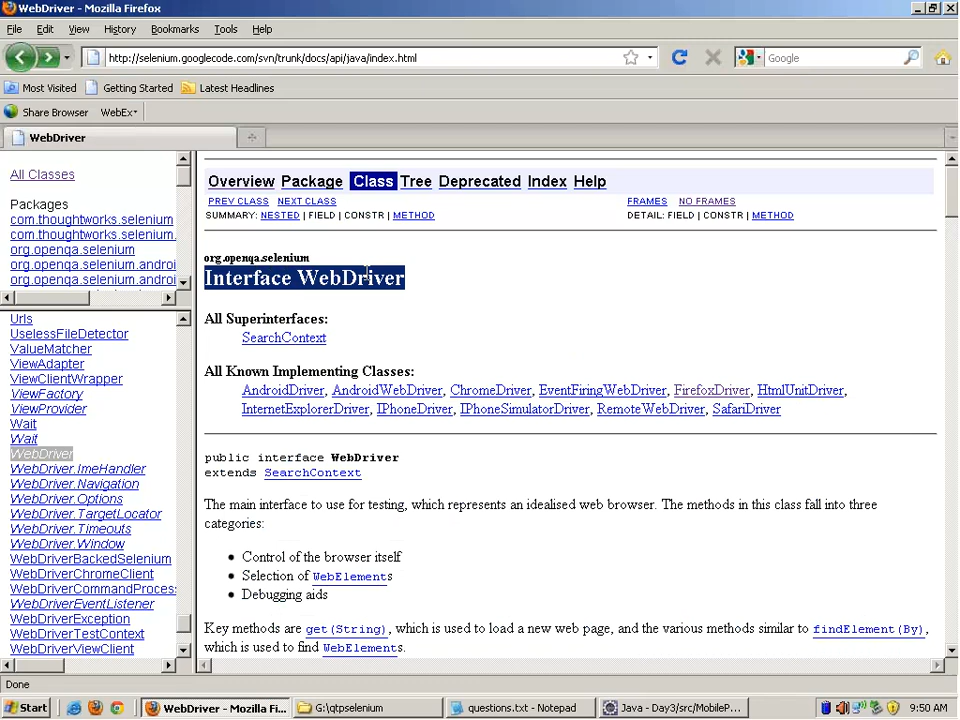 WebDriver - Mozilla Firefox
File Edit View History Bookmarks Tools Help
http://selenium.googlecode.com/svn/trunk/docs/api/java/index.html
Google
Most Visited Getting Started Latest Headlines
Share Browser WebEx
WebDriver
All Classes
Packages
com.thoughtworks.selenium
com.thoughtworks.selenium.
org.openqa.selenium
org.openqa.selenium.androi
org.openqa.selenium.androi
Urls
UselessFileDetector
ValueMatcher
ViewAdapter
ViewClientWrapper
ViewFactory
ViewProvider
Wait
Wait
WebDriver
WebDriver.ImeHandler
WebDriver.Navigation
WebDriver.Options
WebDriver.TargetLocator
WebDriver.Timeouts
WebDriver.Window
WebDriverBackedSelenium
WebDriverChromeClient
WebDriverCommandProces
WebDriverEventListener
WebDriverException
WebDriverTestContext
WebDriverViewClient
Overview Package Class Tree Deprecated Index Help
PREV CLASS NEXT CLASS FRAMES NO FRAMES
SUMMARY: NESTED | FIELD | CONSTR | METHOD DETAIL: FIELD | CONSTR | METHOD
org.openqa.selenium
Interface WebDriver
All Superinterfaces:
SearchContext
All Known Implementing Classes:
AndroidDriver, AndroidWebDriver, ChromeDriver, EventFiringWebDriver, FirefoxDriver, HtmlUnitDriver,
InternetExplorerDriver, IPhoneDriver, IPhoneSimulatorDriver, RemoteWebDriver, SafariDriver
public interface WebDriver
extends SearchContext
The main interface to use for testing, which represents an idealised web browser. The methods in this class fall into three
categories:
Control of the browser itself
Selection of WebElements
Debugging aids
Key methods are get(String), which is used to load a new web page, and the various methods similar to findElement(By),
which is used to find WebElements.
Done
Start WebDriver - Mozilla Fi... G:\qtpselenium questions.txt - Notepad Java - Day3/src/MobileP... 9:50 AM